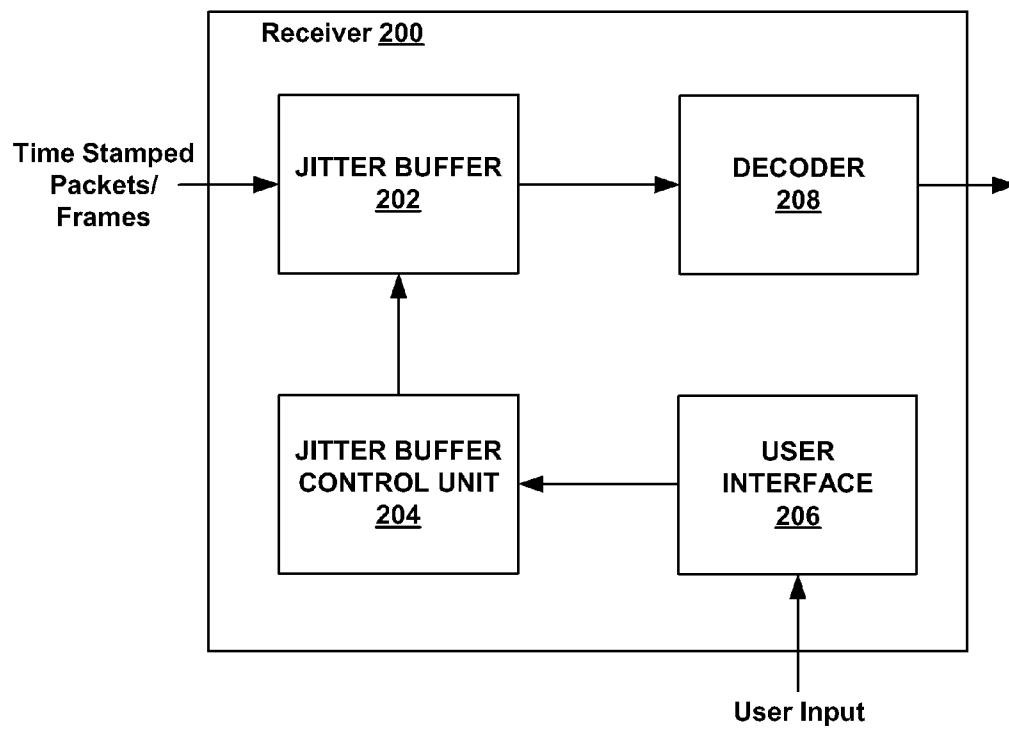 Receiver 200
Time Stamped
Packets/
Frames
JITTER BUFFER
202
DECODER
208
JITTER BUFFER
CONTROL UNIT
204
USER
INTERFACE
206
User Input